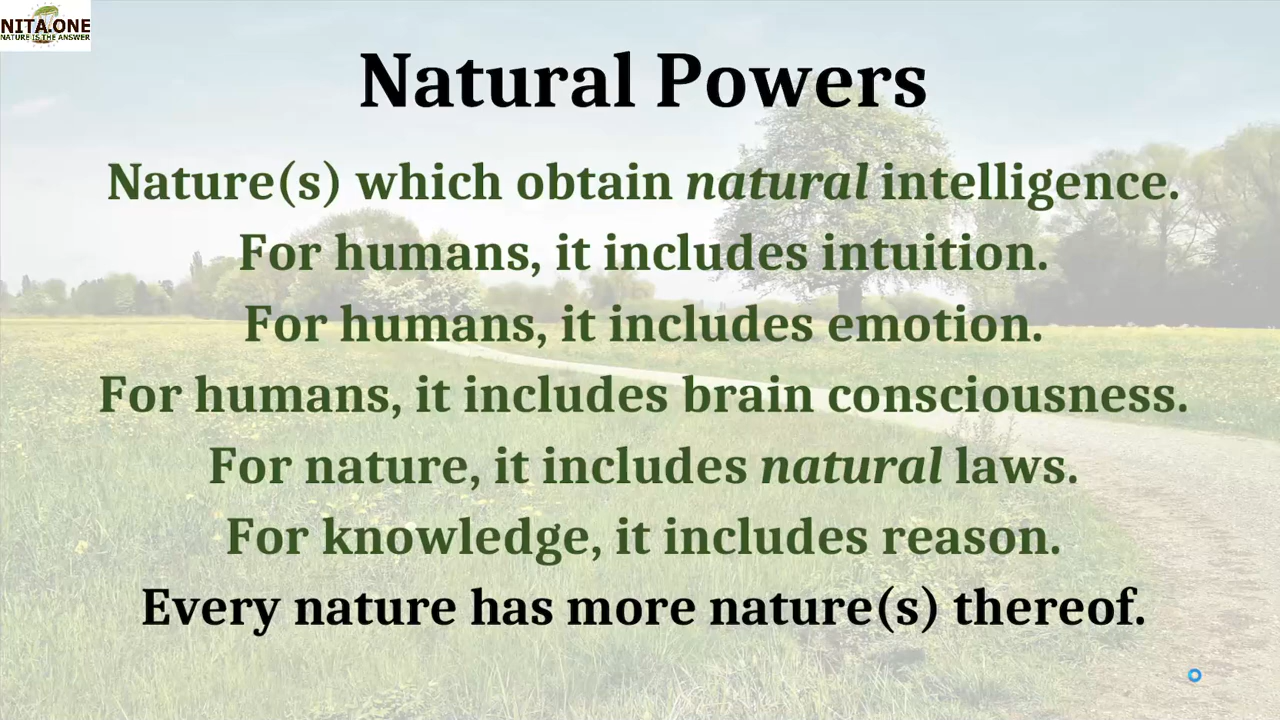 NITA.ONE
NATURE IS THE ANSWER
Natural Powers
Nature(s) which obtain natural intelligence.
For humans, it includes intuition.
For humans, it includes emotion.
For humans, it includes brain consciousness.
For nature, it includes natural laws.
For knowledge, it includes reason.
Every nature has more nature(s) thereof.